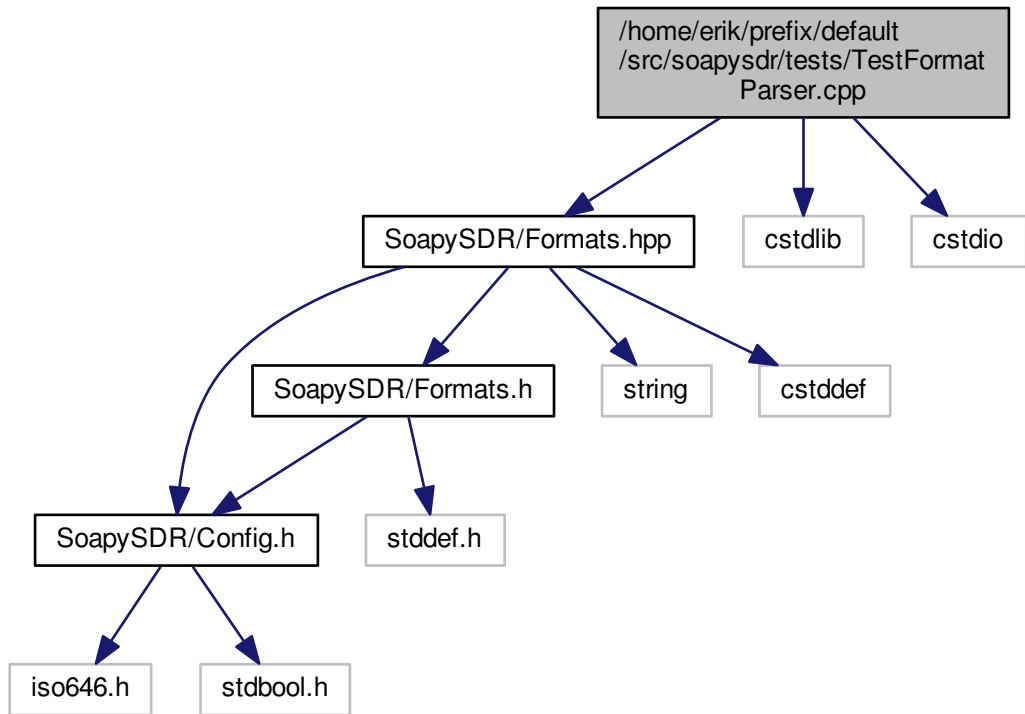 /home/erik/prefix/default
/src/soapysdr/tests/TestFormat
Parser.cpp
SoapySDR/Formats.hpp
cstdlib
cstdio
SoapySDR/Formats.h
string
cstddef
SoapySDR/Config.h
stddef.h
iso646.h
stdbool.h